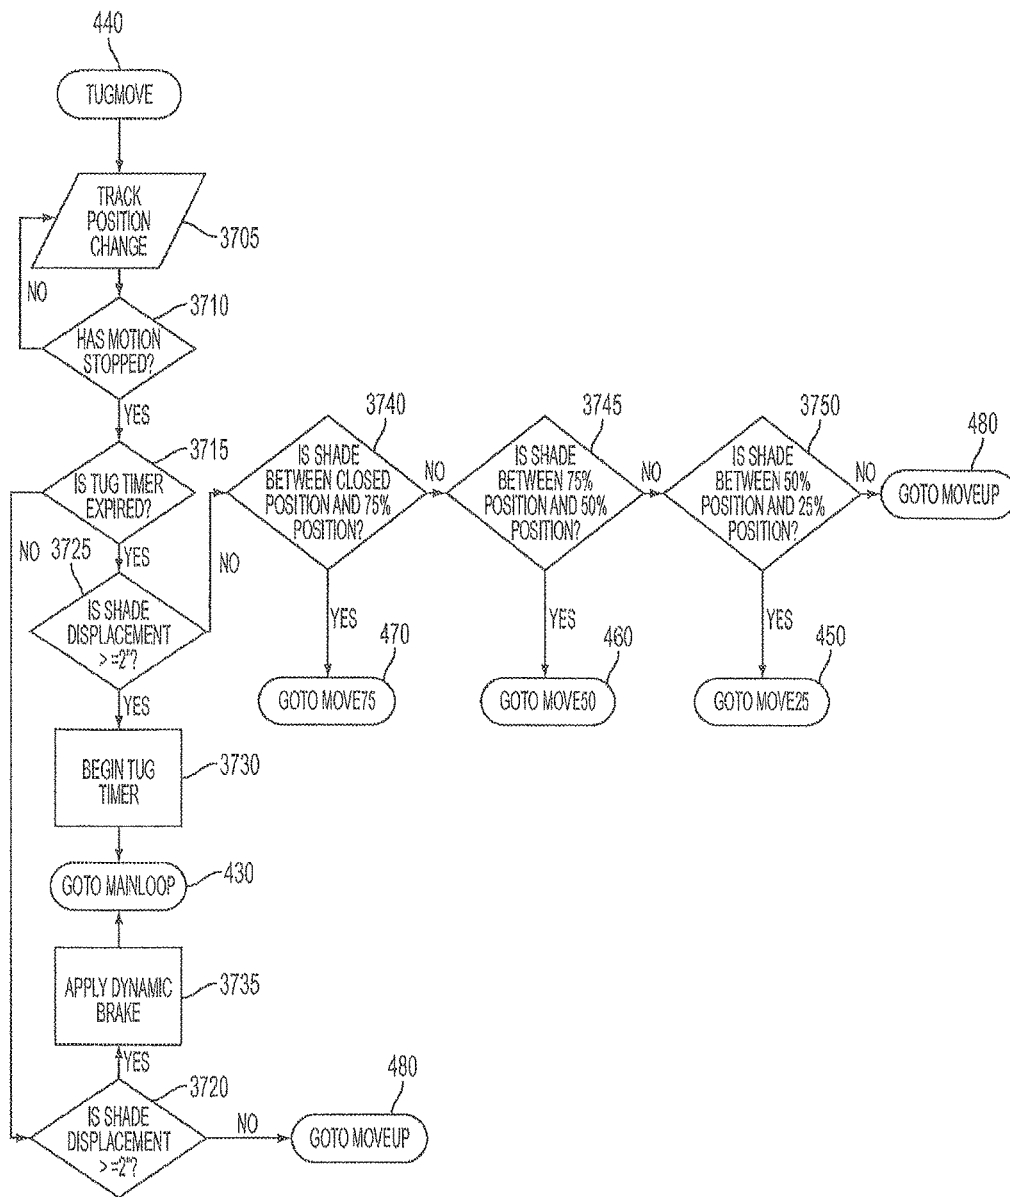 440
TUGMOVE
TRACK
POSITION
CHANGE
3705
NO
3710
HAS MOTION
STOPPED?
YES
3715
IS TUG TIMER
EXPIRED?
NO
YES
3725
IS SHADE
DISPLACEMENT
> =2"?
NO
YES
3740
IS SHADE
BETWEEN CLOSED
POSITION AND 75%
POSITION?
NO
YES
470
GOTO MOVE75
3745
IS SHADE
BETWEEN 75%
POSITION AND 50%
POSITION?
NO
YES
460
GOTO MOVE50
3750
IS SHADE
BETWEEN 50%
POSITION AND 25%
POSITION?
NO
YES
450
GOTO MOVE25
480
GOTO MOVEUP
BEGIN TUG
TIMER
3730
GOTO MAINLOOP
430
APPLY DYNAMIC
BRAKE
3735
YES
3720
IS SHADE
DISPLACEMENT
> =2"?
NO
480
GOTO MOVEUP